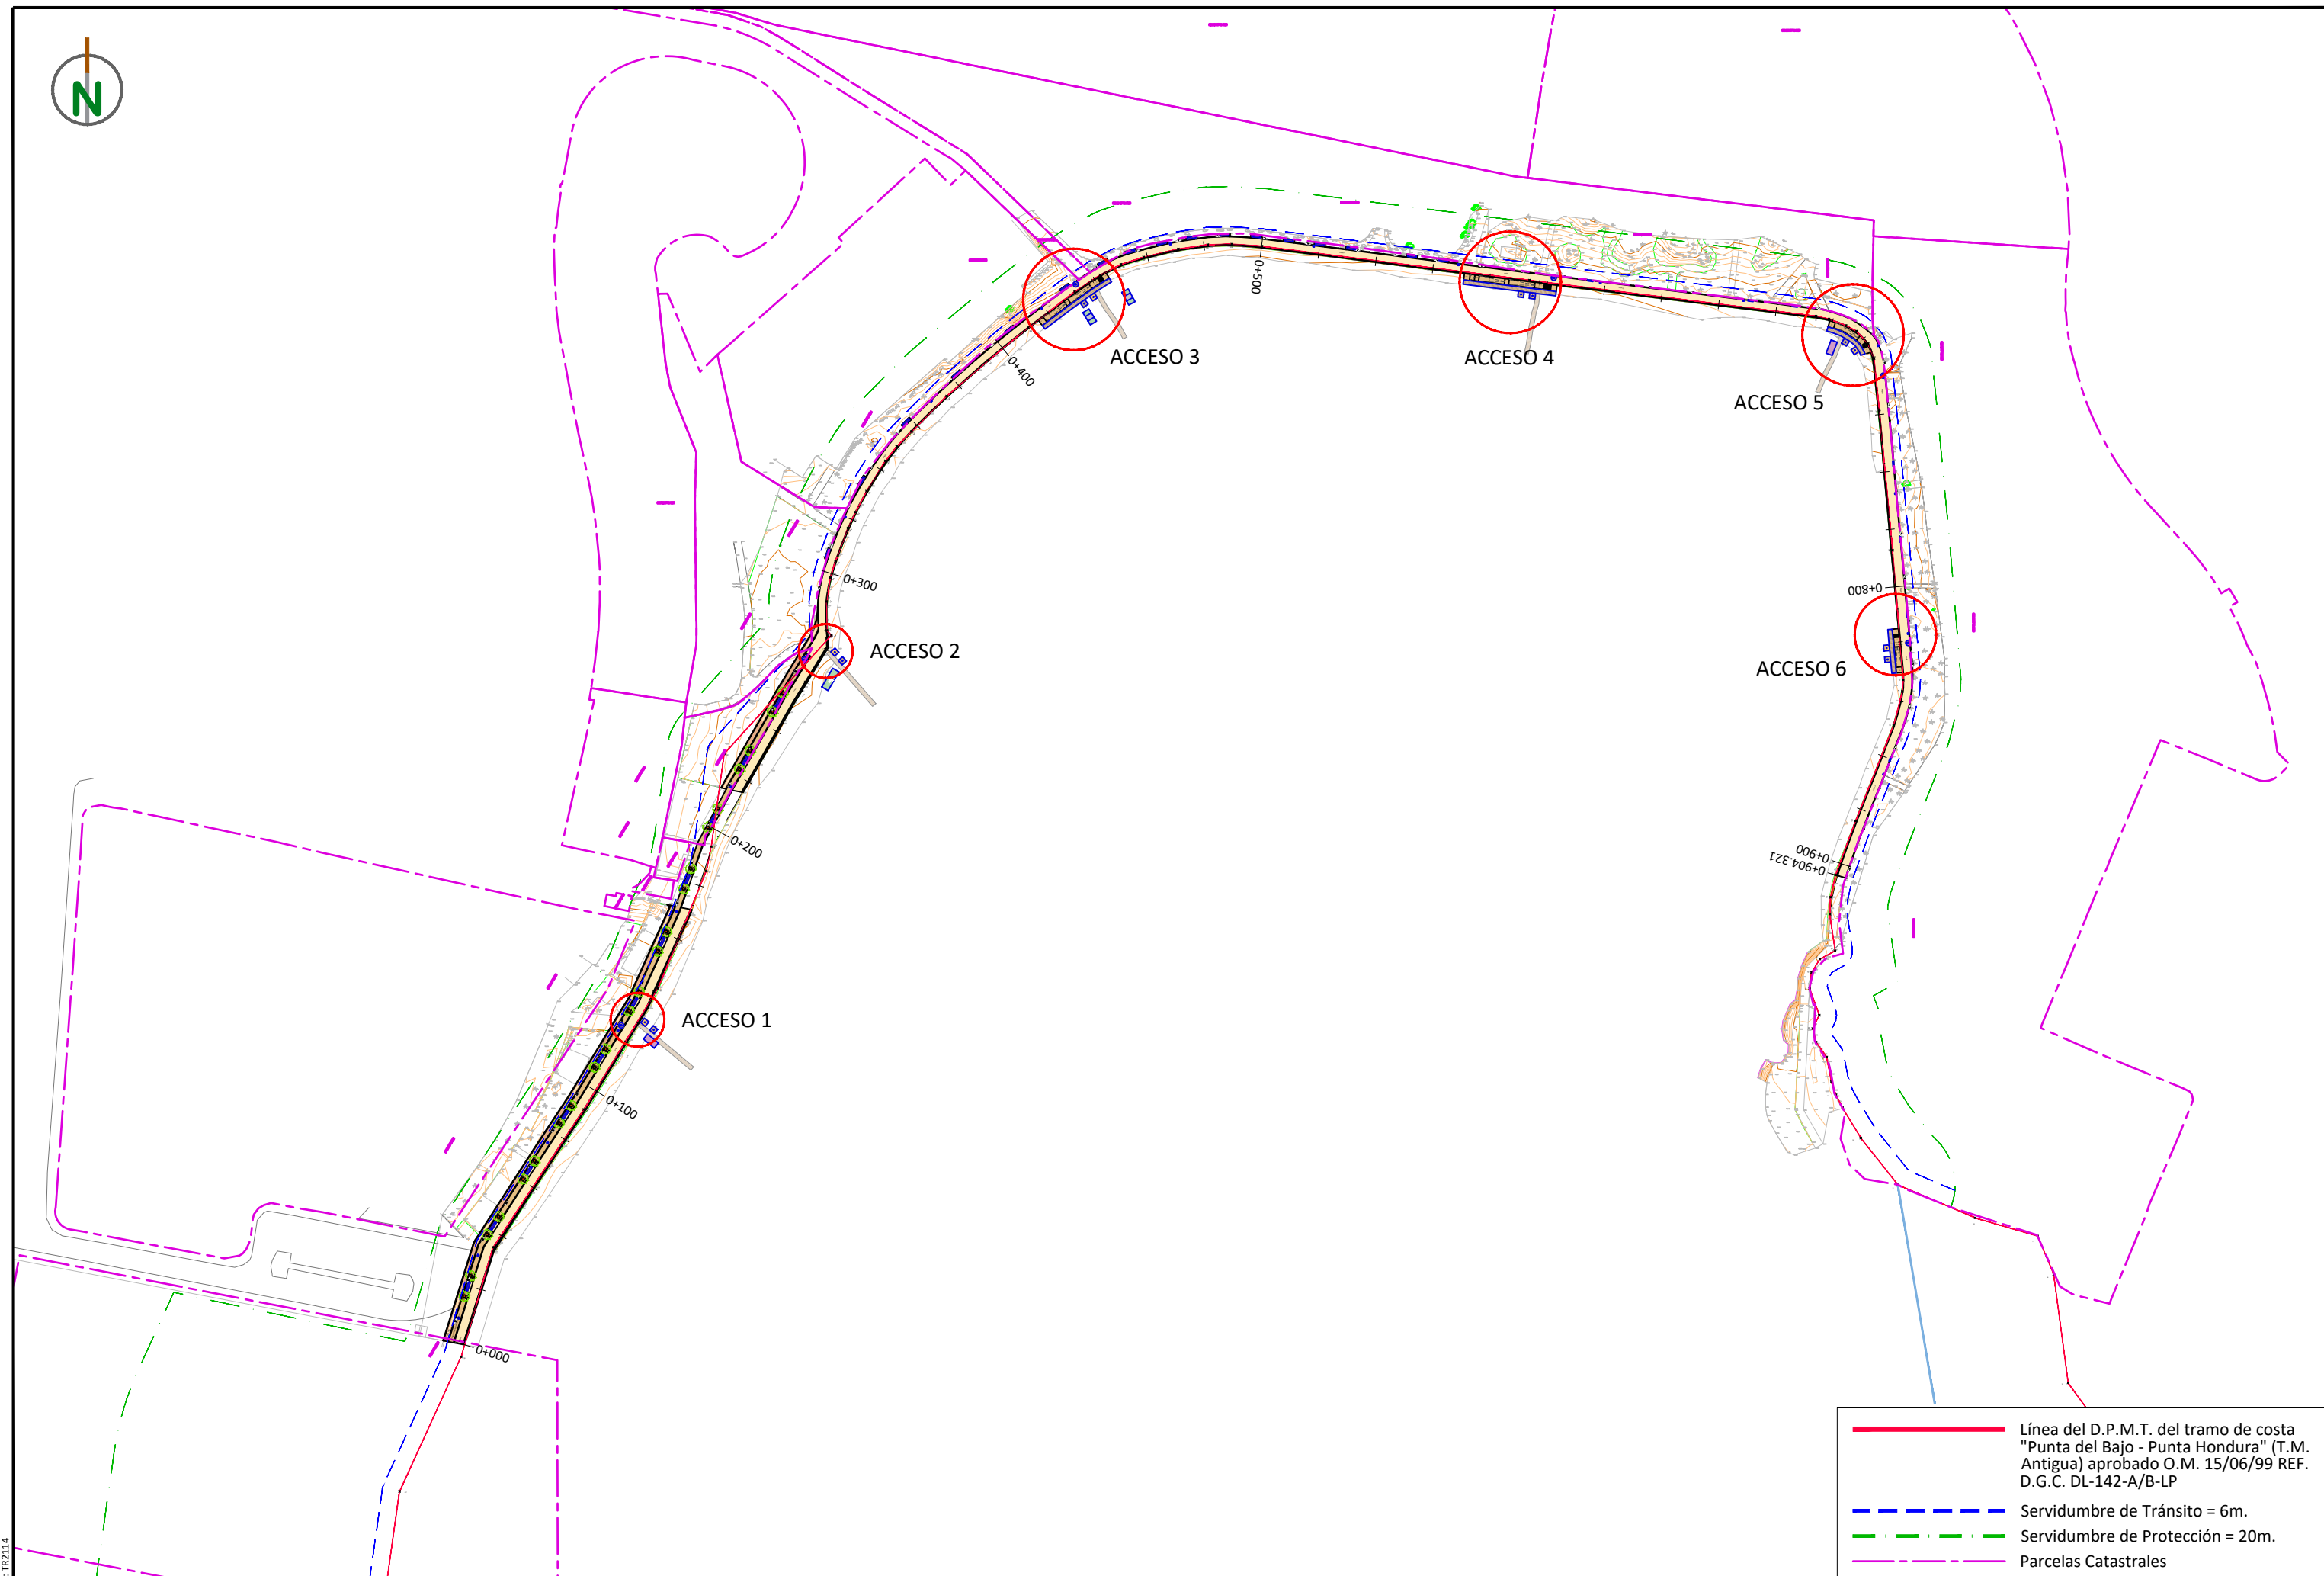 N
ACCESO 3
0+500
ACCESO 4
ACCESO 5
0+400
0+300
0+800
ACCESO 2
ACCESO 6
0+200
0+900
0+904.321
ACCESO 1
0+100
0+000
Línea del D.P.M.T. del tramo de costa
"Punta del Bajo - Punta Hondura" (T.M.
Antigua) aprobado O.M. 15/06/99 REF.
D.G.C. DL-142-A/B-LP
Servidumbre de Tránsito = 6m.
Servidumbre de Protección = 20m.
Parcelas Catastrales
TR2114